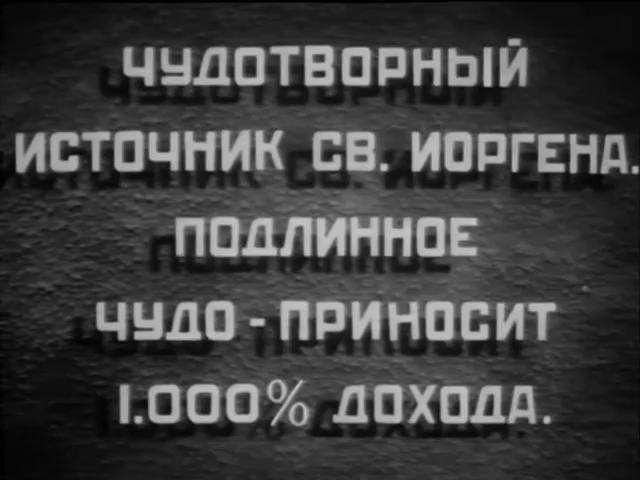 ЧУДОТВОРНЫЙ
ИСТОЧНИК СВ. ИОРГЕНА.
ПОДЛИННОЕ
ЧУДО - ПРИНОСИТ
1.000% ДОХОДА.